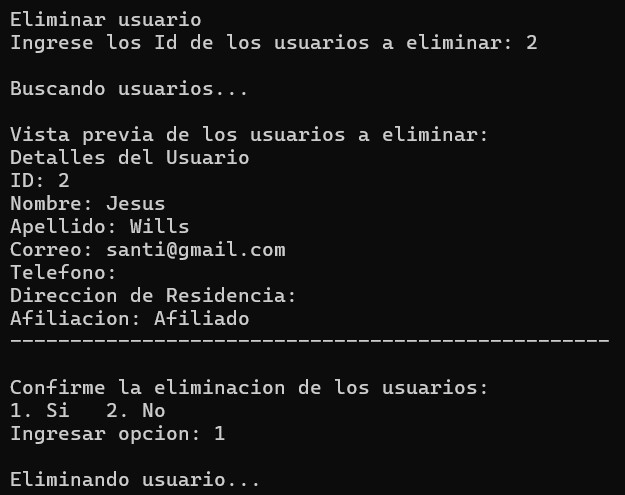 Eliminar usuario
Ingrese los Id de los usuarios a eliminar: 2
Buscando usuarios...
Vista previa de los usuarios a eliminar:
Detalles del Usuario
ID: 2
Nombre: Jesus
Apellido: Wills
Correo: santi@gmail.com
Telefono:
Direccion de Residencia:
Afiliacion: Afiliado
--------------------------------------------------
Confirme la eliminacion de los usuarios:
1. Si   2. No
Ingresar opcion: 1
Eliminando usuario...